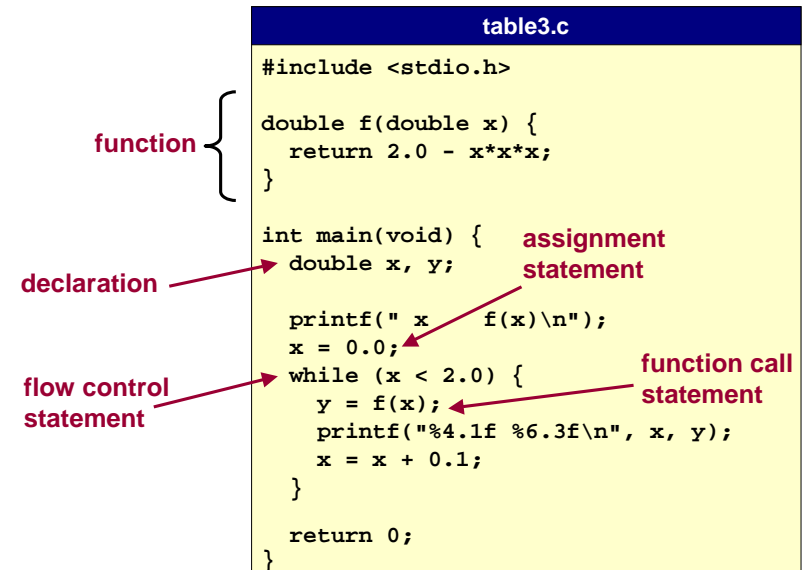 table3.c
#include <stdio.h>
function
double f(double x) {
  return 2.0 - x*x*x;
}
int main(void) {
assignment
statement
declaration
  double x, y;
  printf(" x    f(x)\n");
  x = 0.0;
flow control
statement
  while (x < 2.0) {
function call
statement
    y = f(x);
    printf("%4.1f %6.3f\n", x, y);
    x = x + 0.1;
  }
  return 0;
}